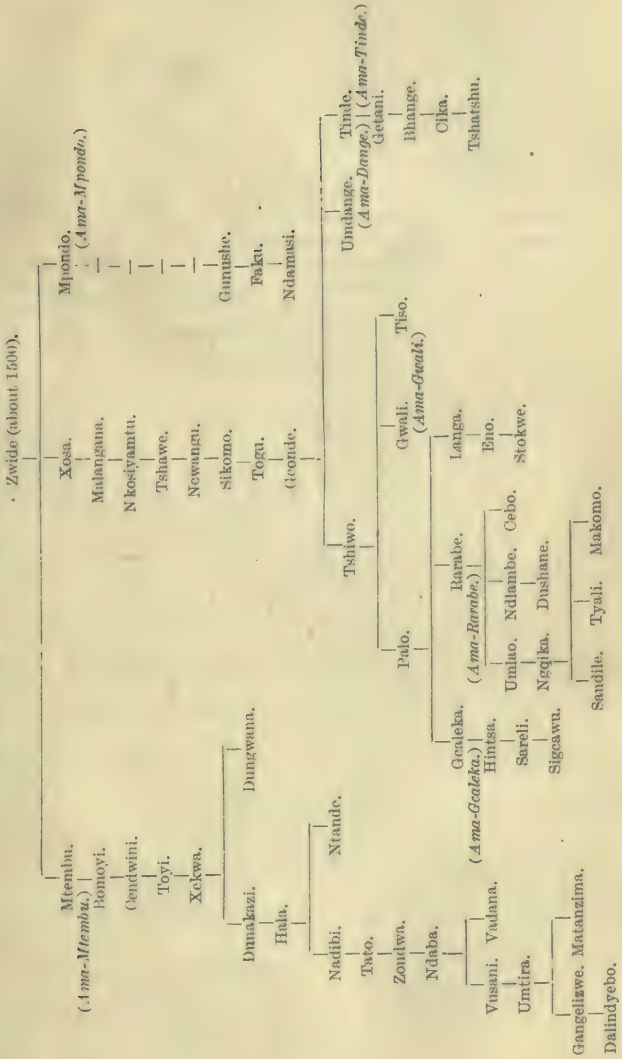 Zwide (about 1500).
Mtembu. Xosa. Mpondo.
(Ama-Mtembu.) (Ama-Mpondo.)
Bomoyi. Malangana.
Cendwini. Nkosiyamtu.
Toyi. Tshawe.
Xekwa. Ncwangu.
Sikomo. Gunushe.
Togu. Faku.
Gconde. Ndamasi.
Dunakazi. Dungwana.
Hala.
Tshiwo. Umdange. Tinde.
(Ama-Dange.) (Ama-Tinde.)
Nadibi. Ntande. Getani.
Tato. Bhange.
Zondwa. Palo. Gwali. Tiso. Cika.
Ndaba. (Ama-Gwali.) Tshatshu.
Gcaleka. Rarabe. Langa.
(Ama-Gcaleka.) (Ama-Rarabe.)
Vusani. Vadana. Hintsa. Umlao. Ndlambe. Cebo. Eno.
Umtira. Sareli. Ngqika. Dushane. Stokwe.
Sigcawu.
Gangelizwe. Matanzima. Sandile. Tyali. Makomo.
Dalindyebo.